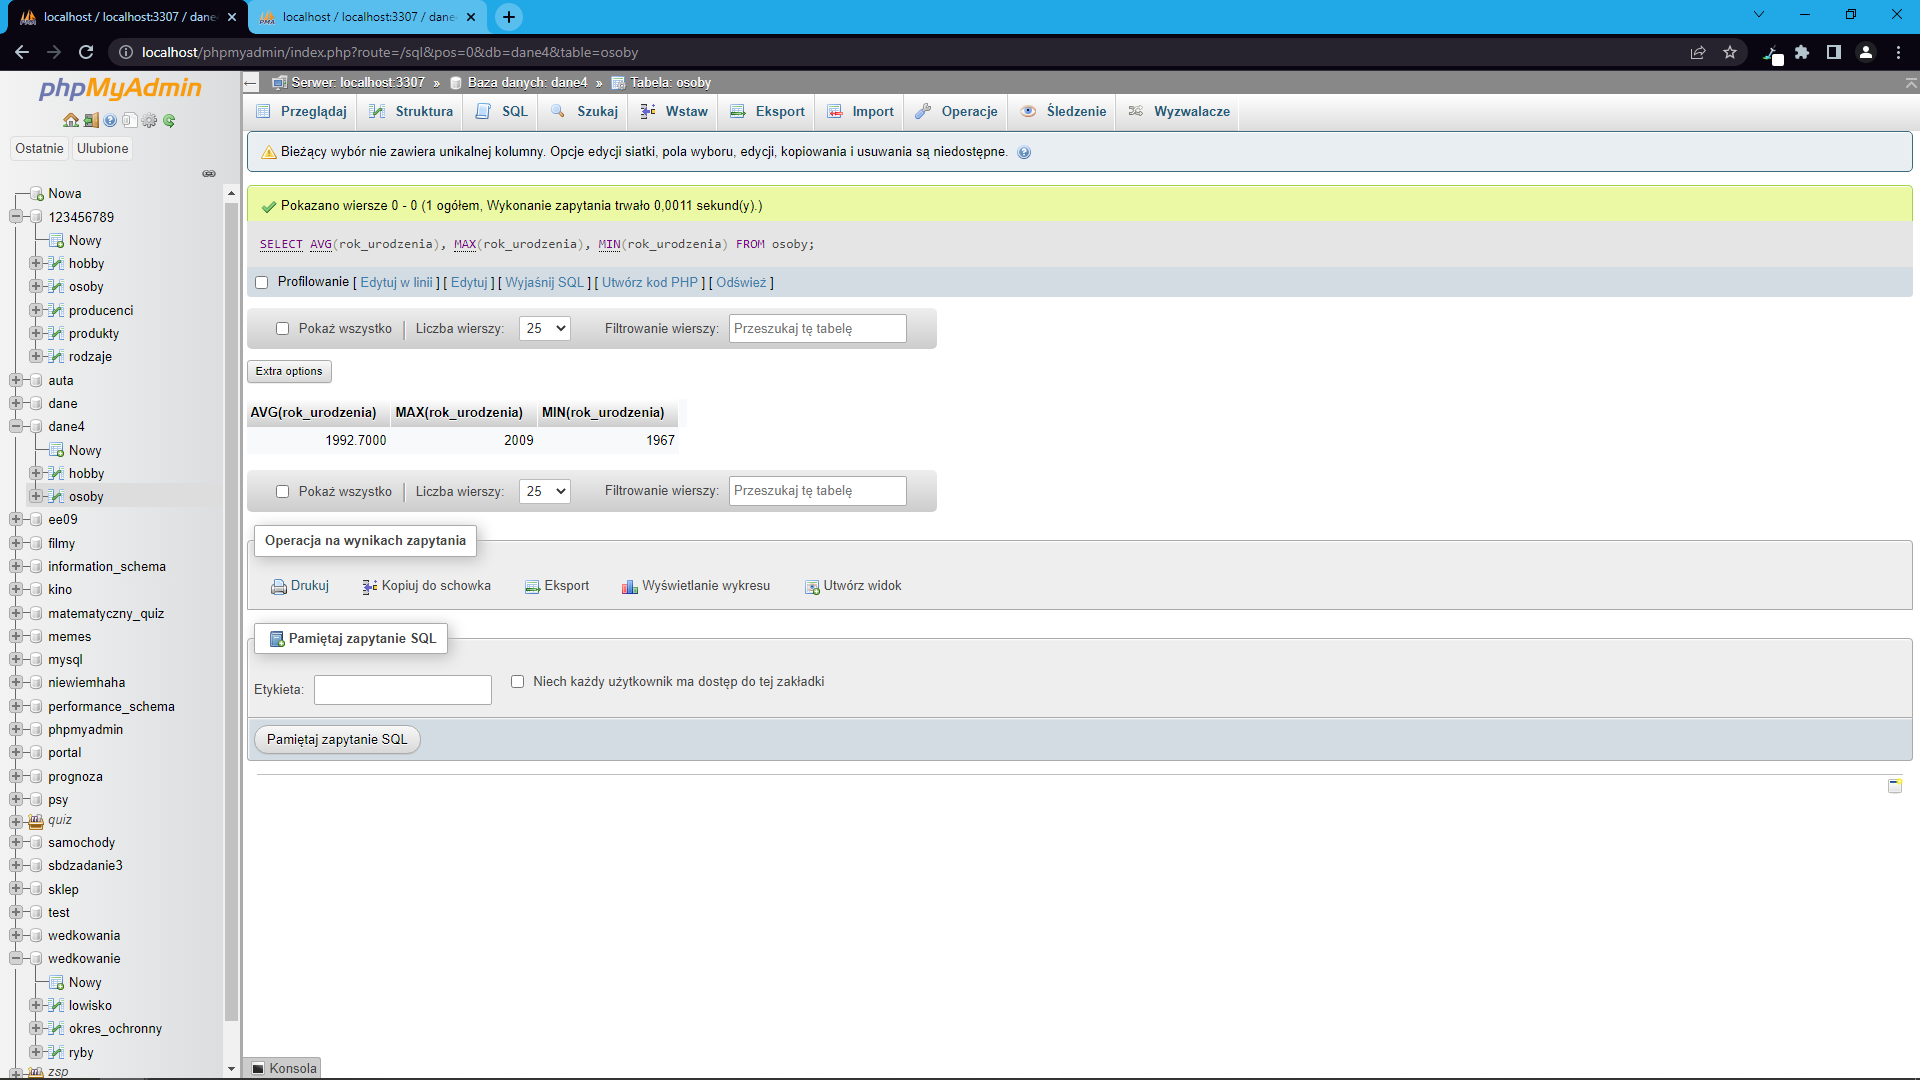 localhost / localhost:3307 / dane
localhost / localhost:3307 / dane
localhost/phpmyadmin/index.php?route=/sql&pos=0&db=dane4&table=osoby
phpMyAdmin
Ostatnie
Ulubione
Nowa
123456789
Nowy
hobby
osoby
producenci
produkty
rodzaje
auta
dane
dane4
Nowy
hobby
osoby
ee09
filmy
information_schema
kino
matematyczny_quiz
memes
mysql
niewiemhaha
performance_schema
phpmyadmin
portal
prognoza
psy
quiz
samochody
sbdzadanie3
sklep
test
wedkowania
wedkowanie
Nowy
lowisko
okres_ochronny
ryby
zsp
Serwer: localhost:3307 » Baza danych: dane4 » Tabela: osoby
Przeglądaj
Struktura
SQL
Szukaj
Wstaw
Eksport
Import
Operacje
Śledzenie
Wyzwalacze
Bieżący wybór nie zawiera unikalnej kolumny. Opcje edycji siatki, pola wyboru, edycji, kopiowania i usuwania są niedostępne.
Pokazano wiersze 0 - 0 (1 ogółem, Wykonanie zapytania trwało 0,0011 sekund(y).)
SELECT AVG(rok_urodzenia), MAX(rok_urodzenia), MIN(rok_urodzenia) FROM osoby;
Profilowanie [ Edytuj w linii ] [ Edytuj ] [ Wyjaśnij SQL ] [ Utwórz kod PHP ] [ Odśwież ]
Pokaż wszystko
Liczba wierszy:
25
Filtrowanie wierszy:
Przeszukaj tę tabelę
Extra options
AVG(rok_urodzenia) MAX(rok_urodzenia) MIN(rok_urodzenia)
1992.7000 2009 1967
Pokaż wszystko
Liczba wierszy:
25
Filtrowanie wierszy:
Przeszukaj tę tabelę
Operacja na wynikach zapytania
Drukuj
Kopiuj do schowka
Eksport
Wyświetlanie wykresu
Utwórz widok
Pamiętaj zapytanie SQL
Etykieta:
Niech każdy użytkownik ma dostęp do tej zakładki
Pamiętaj zapytanie SQL
Konsola